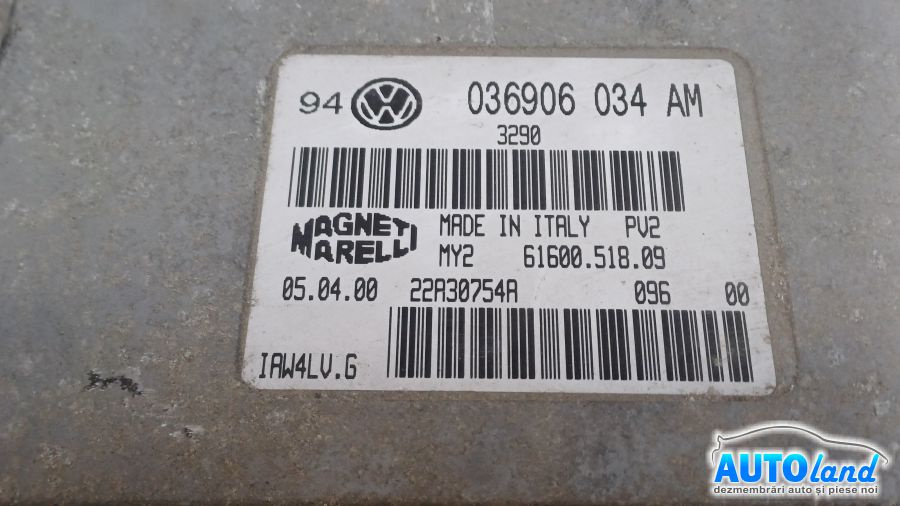 94 VW 036906 034 AM
3290
MAGNETI MARELLI
MADE IN ITALY PV2
MY2 61600.518.09
05.04.00 22A30754A 096 00
IAW4LV.G
AUTOland
dezmembrări auto și piese noi